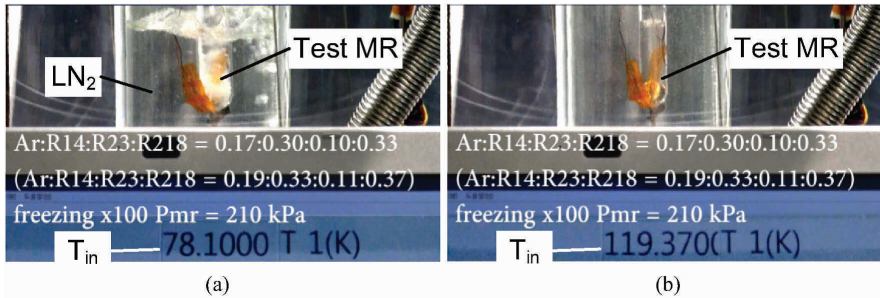 Test MR
LN2
Ar:R14:R23:R218 = 0.17:0.30:0.10:0.33
(Ar:R14:R23:R218 = 0.19:0.33:0.11:0.37)
freezing x100 Pmr = 210 kPa
Tin
78.1000 T 1(K)
(a)
Test MR
Ar:R14:R23:R218 = 0.17:0.30:0.10:0.33
(Ar:R14:R23:R218 = 0.19:0.33:0.11:0.37)
freezing x100 Pmr = 210 kPa
Tin
119.370(T 1(K)
(b)